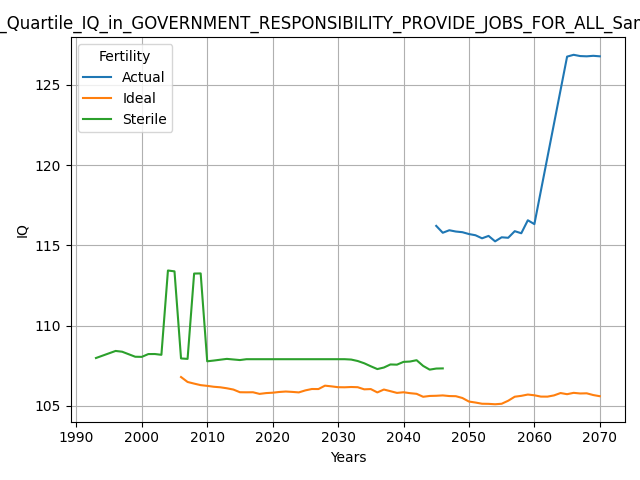 _Quartile_IQ_in_GOVERNMENT_RESPONSIBILITY_PROVIDE_JOBS_FOR_ALL_Sam
Fertility
Actual
Ideal
Sterile
125
120
115
110
105
IQ
1990 2000 2010 2020 2030 2040 2050 2060 2070
Years